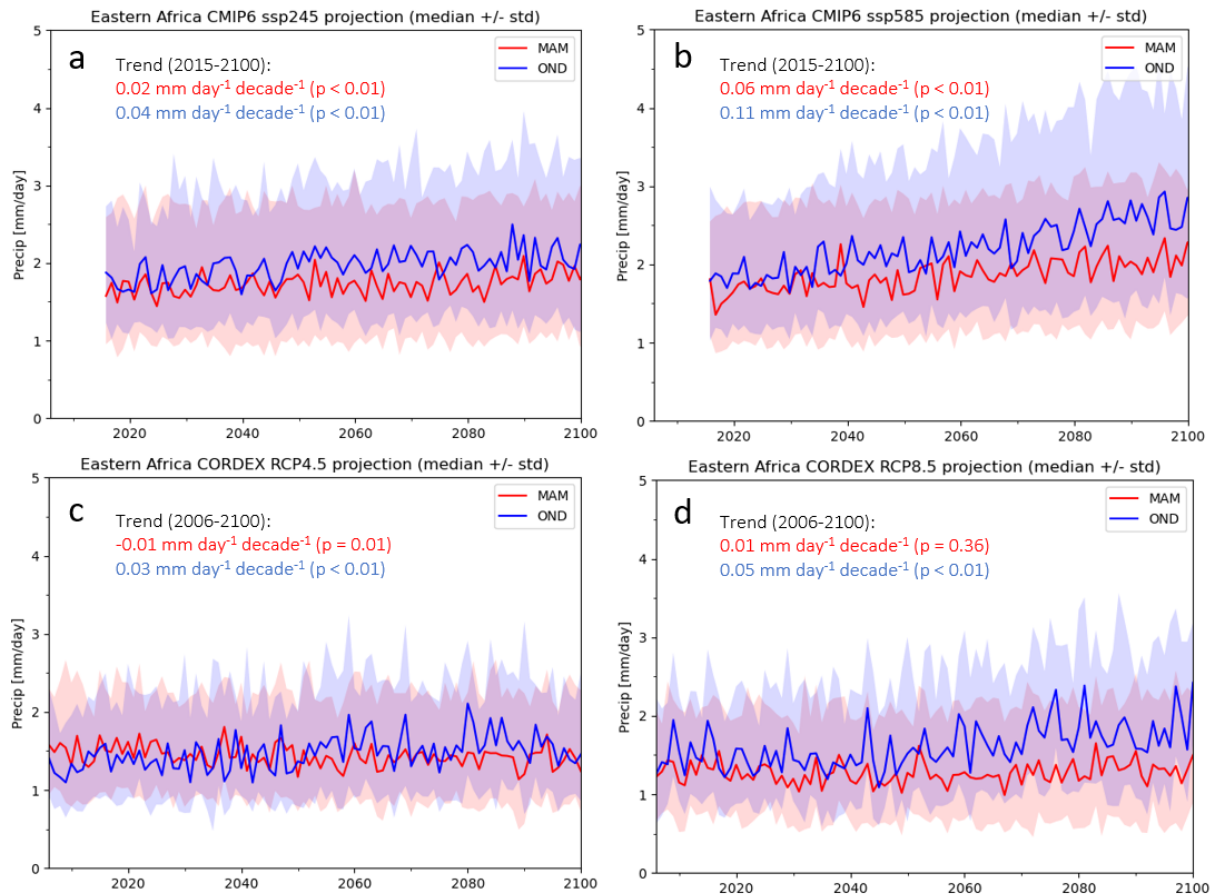 Eastern Africa CMIP6 ssp245 projection (median +/- std)
a
Trend (2015-2100):
0.02 mm day-1 decade-1 (p < 0.01)
0.04 mm day-1 decade-1 (p < 0.01)
MAM
OND
Precip [mm/day]
5
4
3
2
1
0
2020 2040 2060 2080 2100
Eastern Africa CMIP6 ssp585 projection (median +/- std)
b
Trend (2015-2100):
0.06 mm day-1 decade-1 (p < 0.01)
0.11 mm day-1 decade-1 (p < 0.01)
MAM
OND
Precip [mm/day]
5
4
3
2
1
0
2020 2040 2060 2080 2100
Eastern Africa CORDEX RCP4.5 projection (median +/- std)
c
Trend (2006-2100):
-0.01 mm day-1 decade-1 (p = 0.01)
0.03 mm day-1 decade-1 (p < 0.01)
MAM
OND
Precip [mm/day]
5
4
3
2
1
0
2020 2040 2060 2080 2100
Eastern Africa CORDEX RCP8.5 projection (median +/- std)
d
Trend (2006-2100):
0.01 mm day-1 decade-1 (p = 0.36)
0.05 mm day-1 decade-1 (p < 0.01)
MAM
OND
Precip [mm/day]
5
4
3
2
1
0
2020 2040 2060 2080 2100